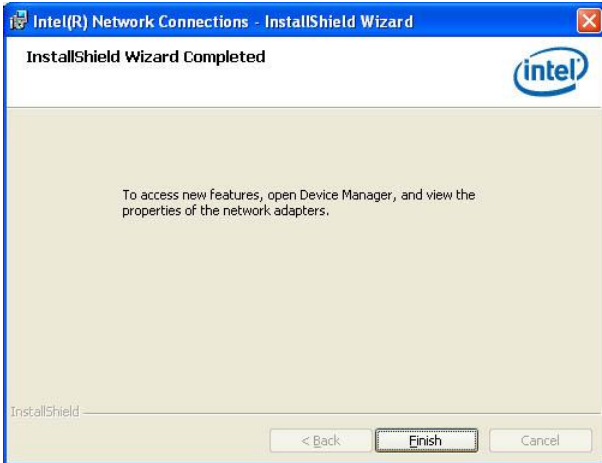 Intel(R) Network Connections - InstallShield Wizard
InstallShield Wizard Completed
intel
To access new features, open Device Manager, and view the
properties of the network adapters.
InstallShield
< Back
Finish
Cancel